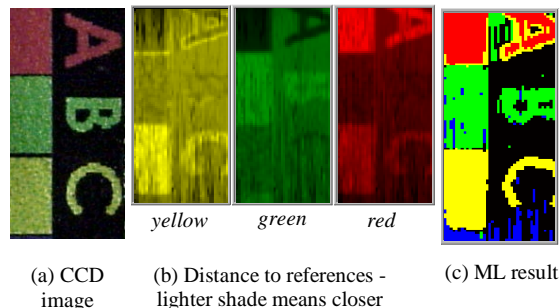 A
B
C
yellow green red
(a) CCD image
(b) Distance to references - lighter shade means closer
(c) ML result